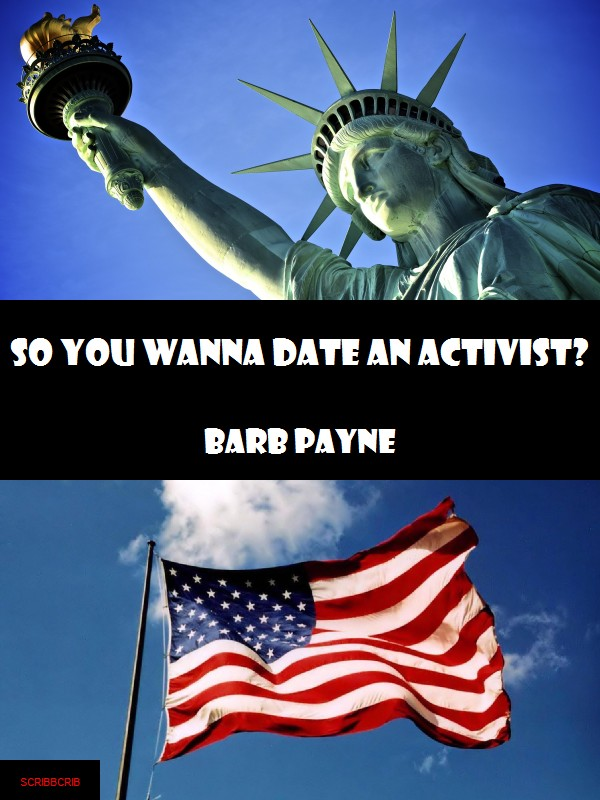 SO YOU WANNA DATE AN ACTIVIST?
BARB PAYNE
SCRIBBCRIB